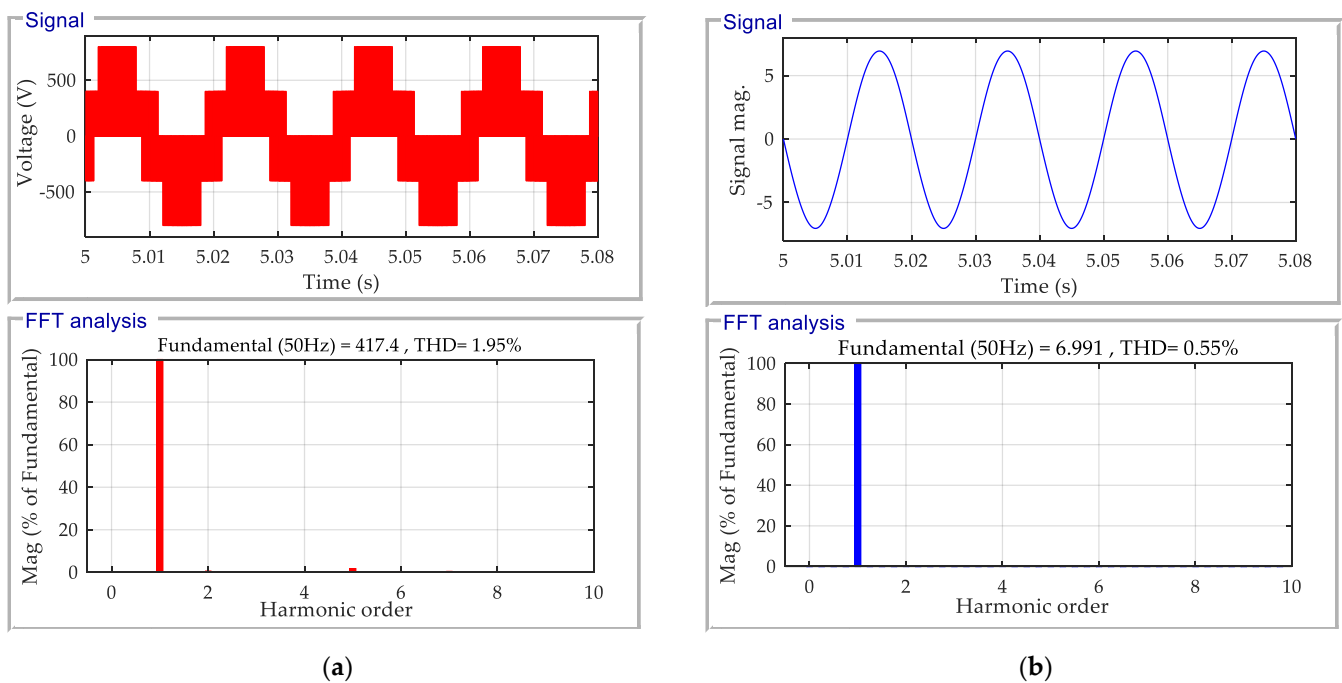 Signal
Voltage (V)
500
0
-500
5 5.01 5.02 5.03 5.04 5.05 5.06 5.07 5.08
Time (s)
FFT analysis
Fundamental (50Hz) = 417.4 , THD= 1.95%
Mag (% of Fundamental)
100
80
60
40
20
0
0 2 4 6 8 10
Harmonic order
(a)
Signal
Signal mag.
5
0
-5
5 5.01 5.02 5.03 5.04 5.05 5.06 5.07 5.08
Time (s)
FFT analysis
Fundamental (50Hz) = 6.991 , THD= 0.55%
Mag (% of Fundamental)
100
80
60
40
20
0
0 2 4 6 8 10
Harmonic order
(b)